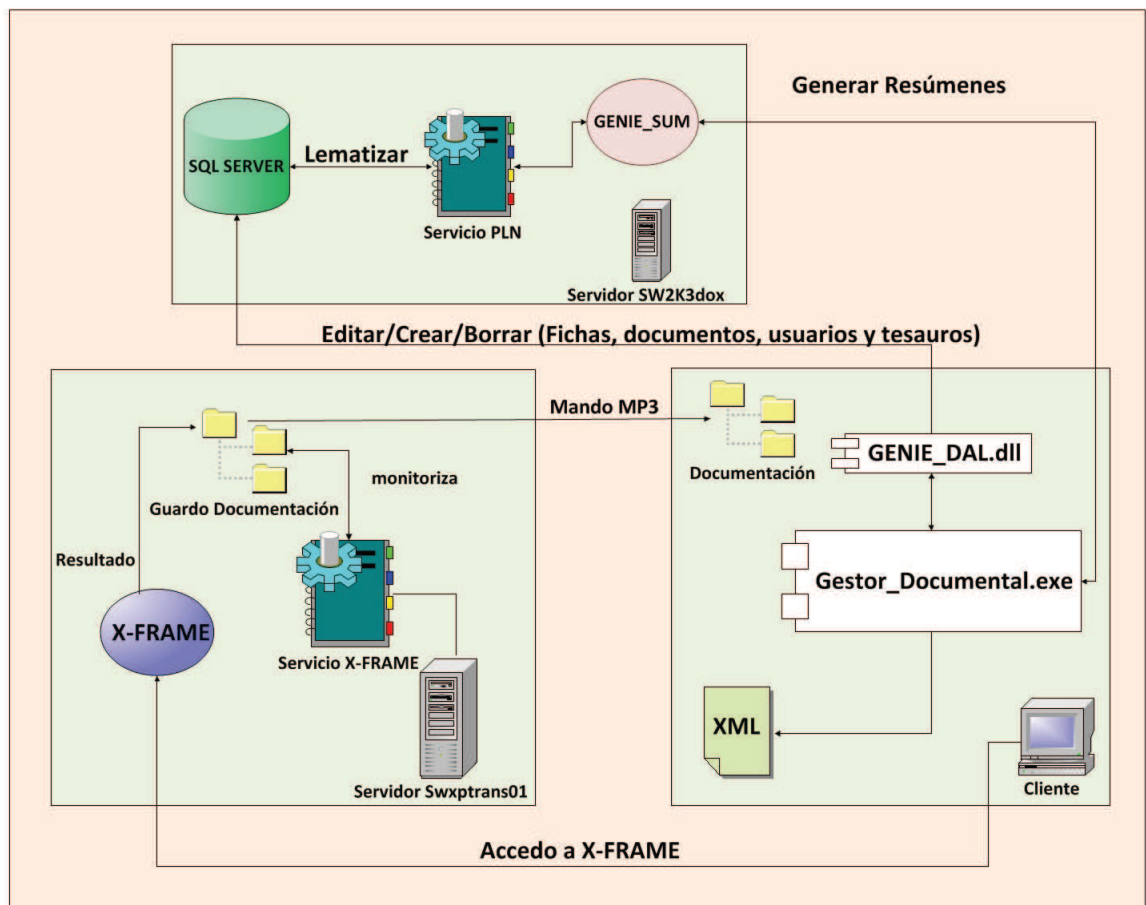 Generar Resúmenes
GENIE_SUM
SQL SERVER
Lematizar
Servicio PLN
Servidor SW2K3dox
Editar/Crear/Borrar (Fichas, documentos, usuarios y tesauros)
Mando MP3
GENIE_DAL.dll
Documentación
monitoriza
Guardo Documentación
Resultado
Gestor_Documental.exe
X-FRAME
Servicio X-FRAME
XML
Servidor Swxptrans01
Cliente
Accedo a X-FRAME